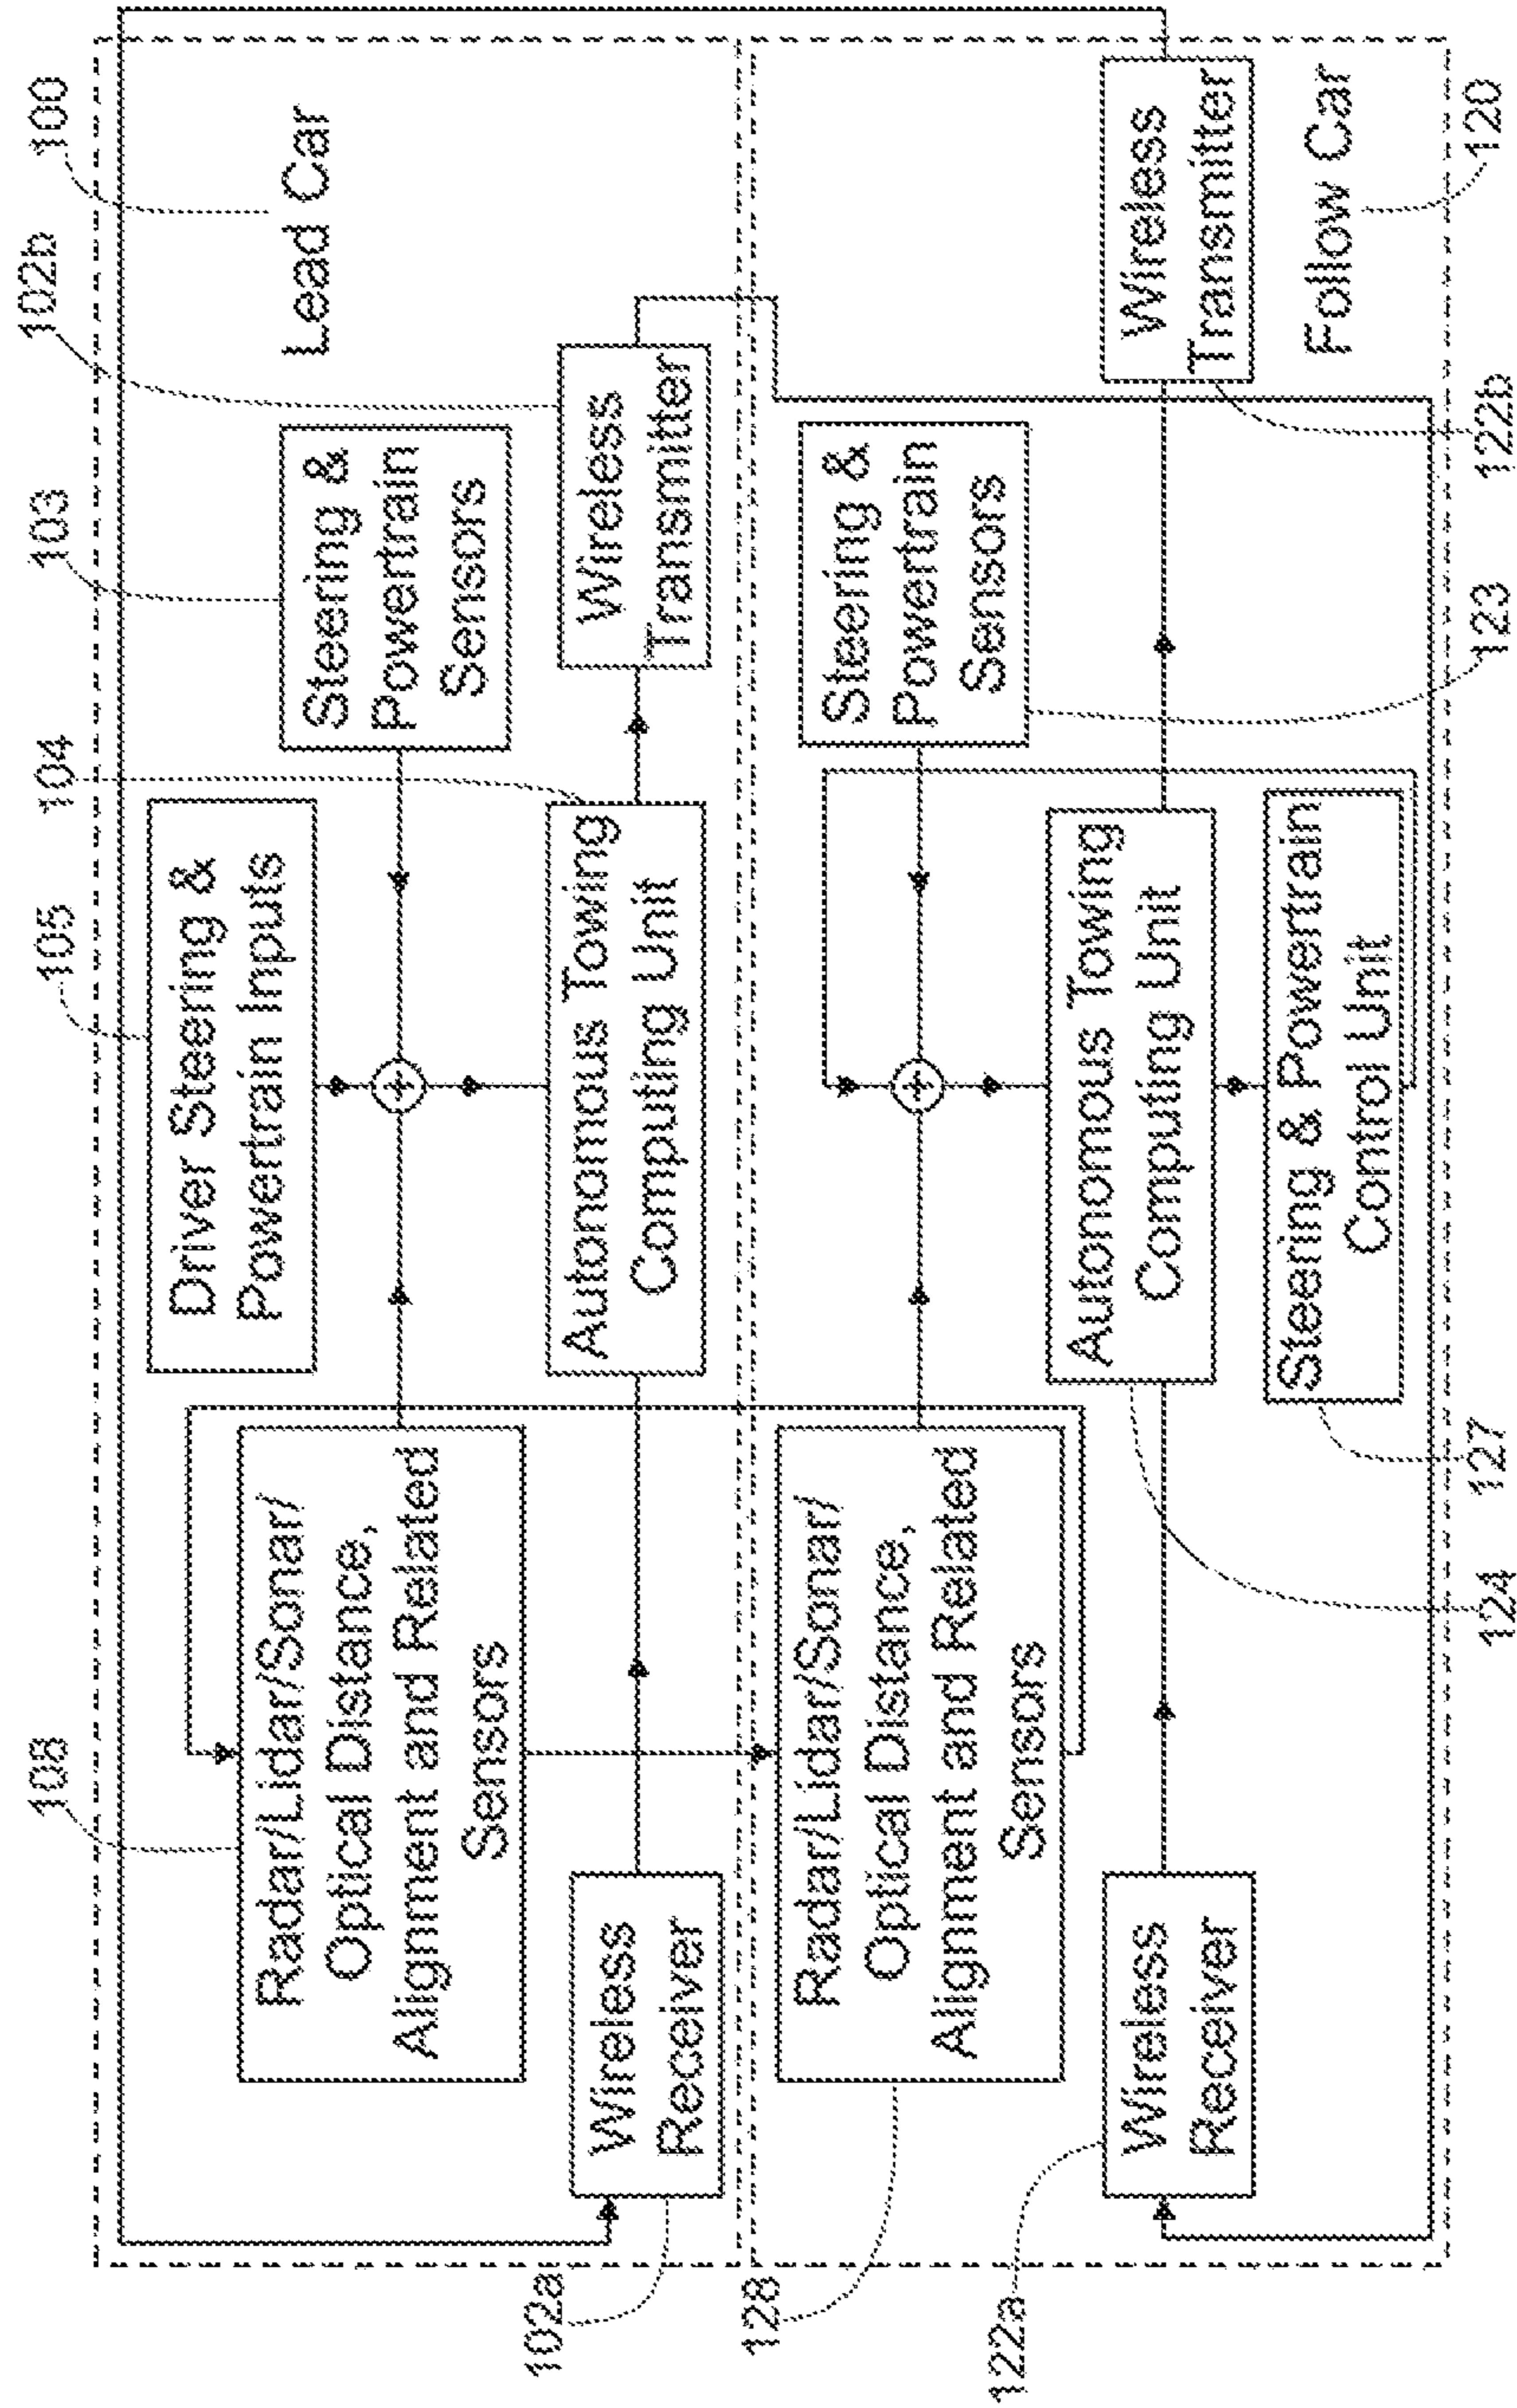 108
105
104
103
102b
100
Driver Steering &
Powertrain Inputs
Lead Car
Radar/Lidar/Sonar/
Optical Distance,
Alignment and Related
Sensors
+
Steering &
Powertrain
Sensors
Wireless
Receiver
Autonomous Towing
Computing Unit
Wireless
Transmitter
102a
128
Radar/Lidar/Sonar/
Optical Distance,
Alignment and Related
Sensors
+
Steering &
Powertrain
Sensors
122a
Wireless
Receiver
Autonomous Towing
Computing Unit
Wireless
Transmitter
Steering & Powertrain
Control Unit
Follow Car
124
127
123
122b
120